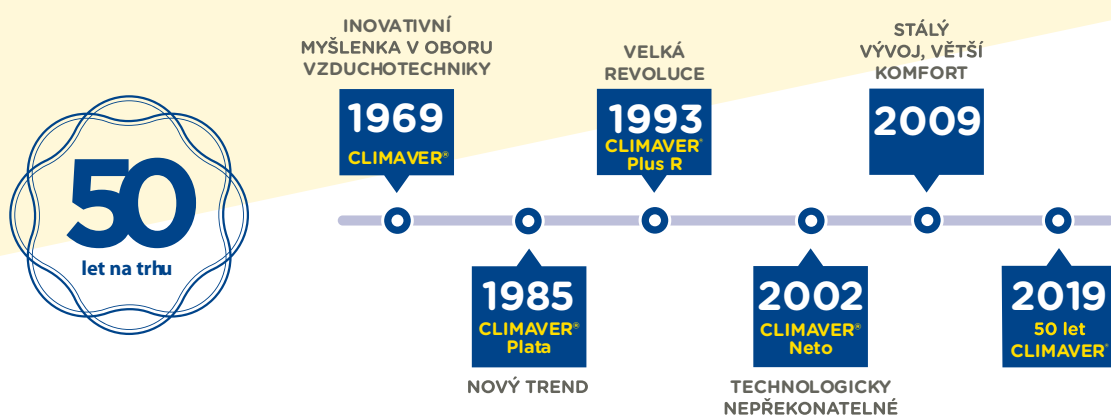 50
let na trhu
INOVATIVNÍ
MYŠLENKA V OBORU
VZDUCHOTECHNIKY
1969
CLIMAVER®
1985
CLIMAVER®
Plata
NOVÝ TREND
VELKÁ
REVOLUCE
1993
CLIMAVER®
Plus R
2002
CLIMAVER®
Neto
TECHNOLOGICKY
NEPŘEKONATELNÉ
STÁLÝ
VÝVOJ, VĚTŠÍ
KOMFORT
2009
2019
50 let
CLIMAVER®